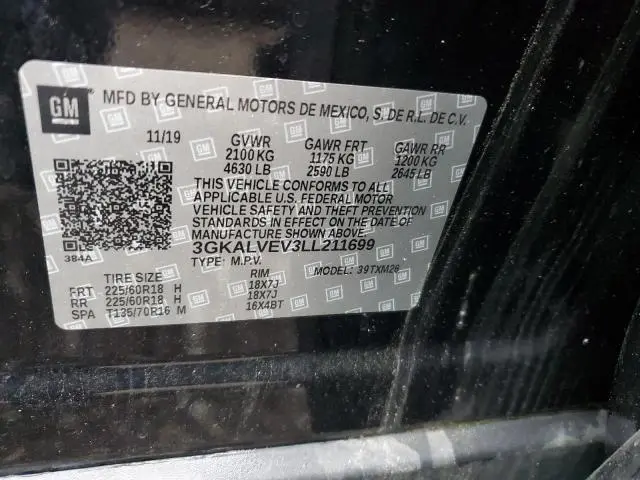 GM MFD BY GENERAL MOTORS DE MEXICO, S. DE R.L. DE C.V.
11/19 GVWR GAWR FRT GAWR RR
2100 KG 1175 KG 1200 KG
4630 LB 2590 LB 2645 LB
THIS VEHICLE CONFORMS TO ALL
APPLICABLE U.S. FEDERAL MOTOR
VEHICLE SAFETY AND THEFT PREVENTION
STANDARDS IN EFFECT ON THE DATE OF
MANUFACTURE SHOWN ABOVE.
3GKALVEV3LL211699
384A
TYPE: M.P.V. MODEL: 39TXM26
TIRE SIZE RIM
FRT 225/60R18 H 18X7J
RR 225/60R18 H 18X7J
SPA T135/70R16 M 16X4BT